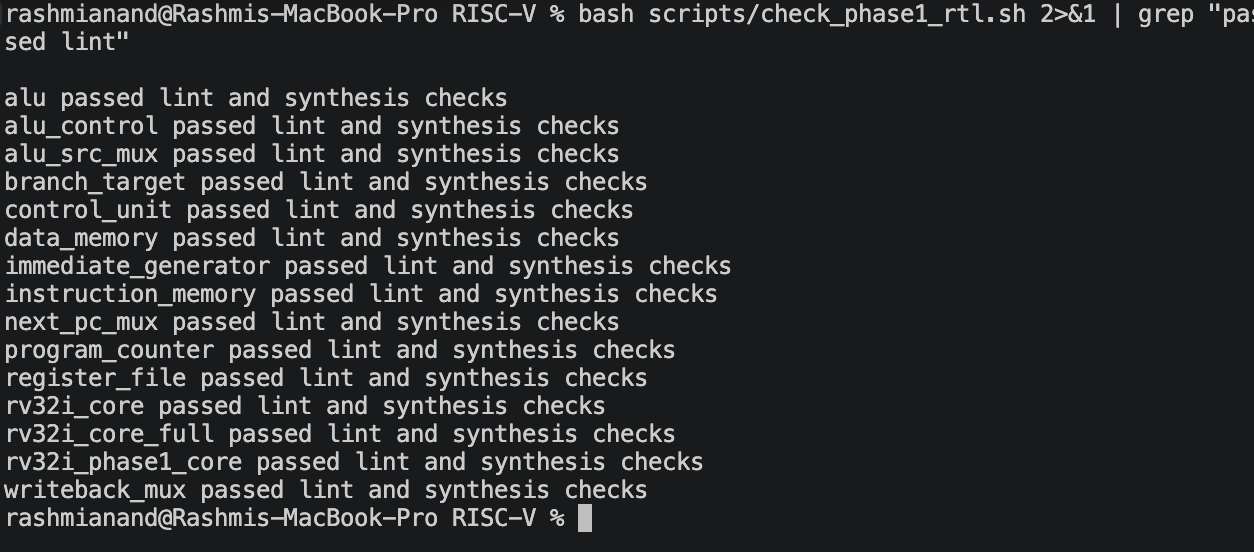 rashmianand@Rashmis-MacBook-Pro RISC-V % bash scripts/check_phase1_rtl.sh 2>&1 | grep "pas
sed lint"
alu passed lint and synthesis checks
alu_control passed lint and synthesis checks
alu_src_mux passed lint and synthesis checks
branch_target passed lint and synthesis checks
control_unit passed lint and synthesis checks
data_memory passed lint and synthesis checks
immediate_generator passed lint and synthesis checks
instruction_memory passed lint and synthesis checks
next_pc_mux passed lint and synthesis checks
program_counter passed lint and synthesis checks
register_file passed lint and synthesis checks
rv32i_core passed lint and synthesis checks
rv32i_core_full passed lint and synthesis checks
rv32i_phase1_core passed lint and synthesis checks
writeback_mux passed lint and synthesis checks
rashmianand@Rashmis-MacBook-Pro RISC-V %